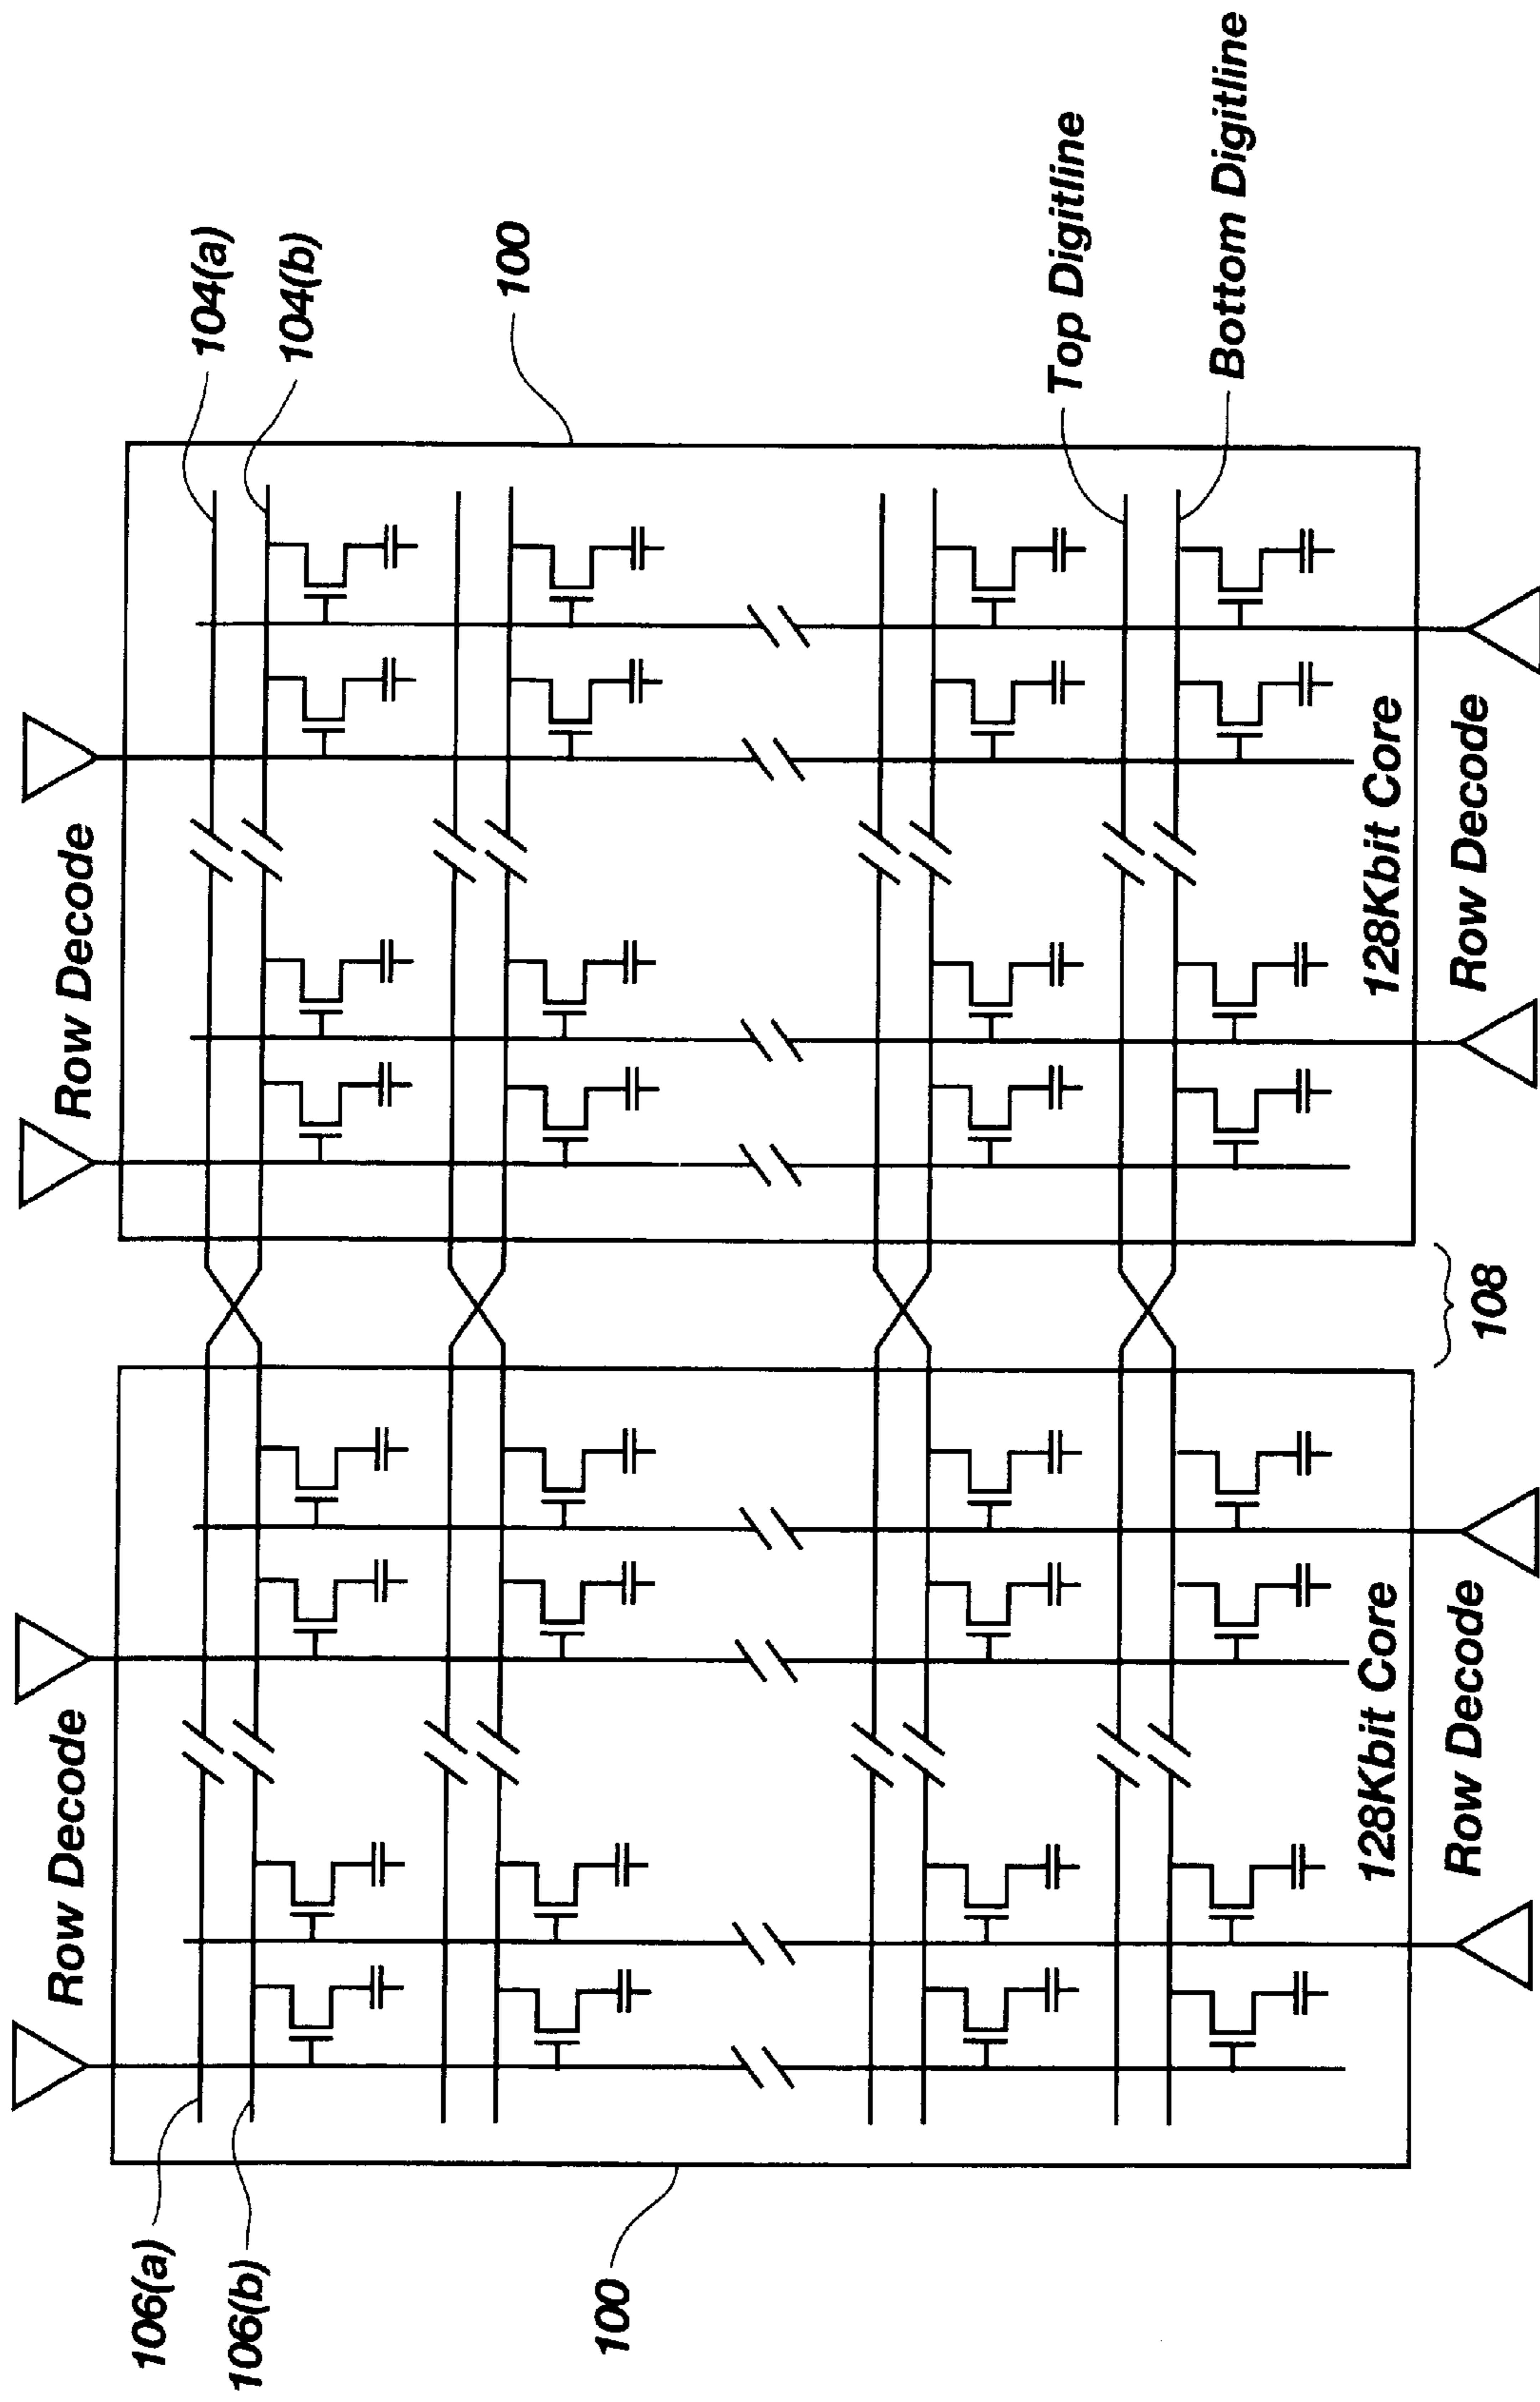 Row Decode
Row Decode
106(a)
104(a)
106(b)
104(b)
100
100
Top Digitline
Bottom Digitline
128Kbit Core
128Kbit Core
Row Decode
Row Decode
108